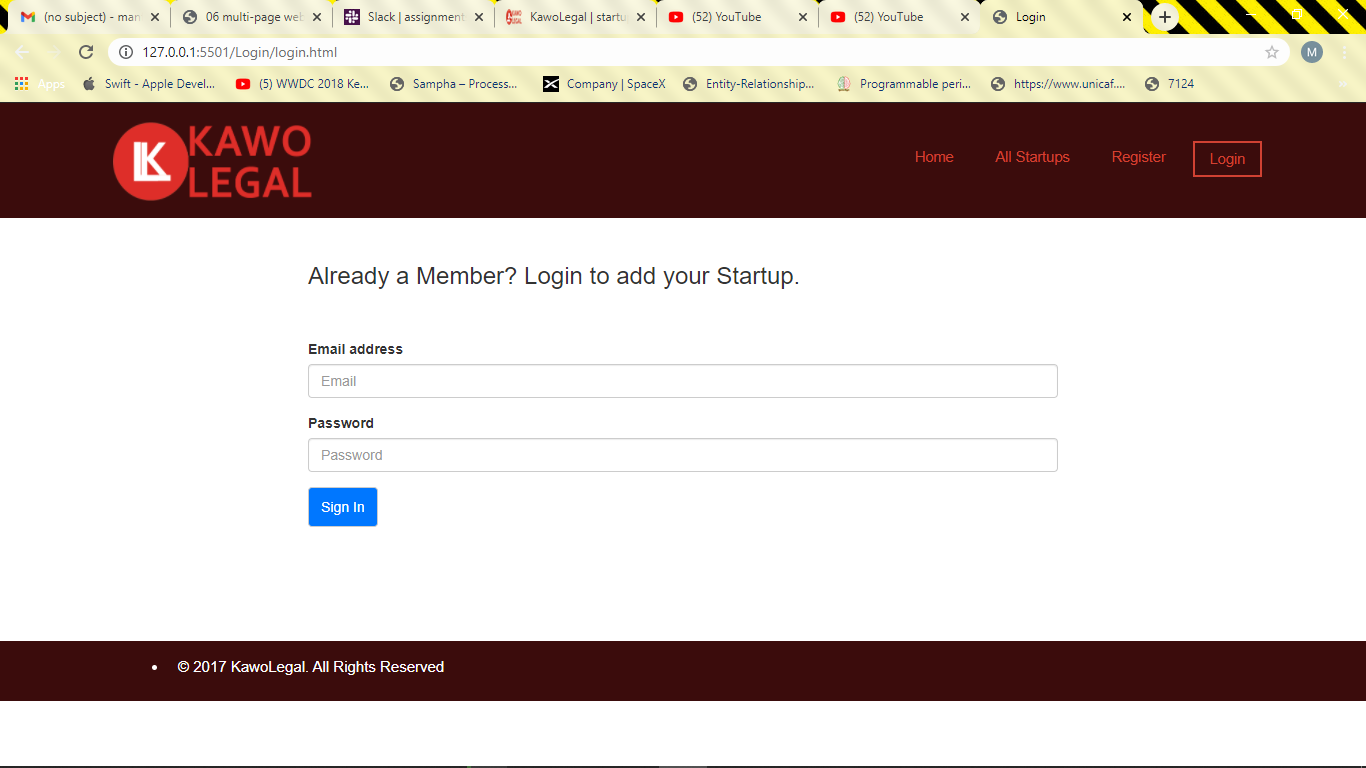 (no subject) - man
06 multi-page web
Slack | assignment
KawoLegal | startu
(52) YouTube
(52) YouTube
Login
127.0.0.1:5501/Login/login.html
M
Apps
Swift - Apple Devel...
(5) WWDC 2018 Ke...
Sampha – Process...
Company | SpaceX
Entity-Relationship...
Programmable peri...
https://www.unicaf....
7124
KAWO
LEGAL
Home
All Startups
Register
Login
Already a Member? Login to add your Startup.
Email address
Email
Password
Password
Sign In
• © 2017 KawoLegal. All Rights Reserved